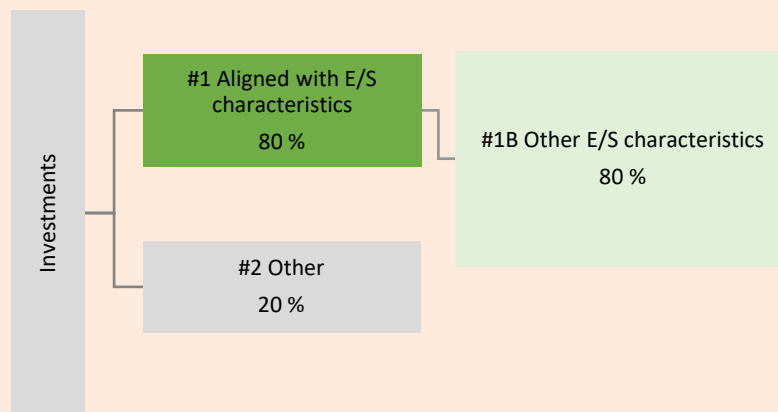 Investments
#1 Aligned with E/S
characteristics
80 %
#1B Other E/S characteristics
80 %
#2 Other
20 %